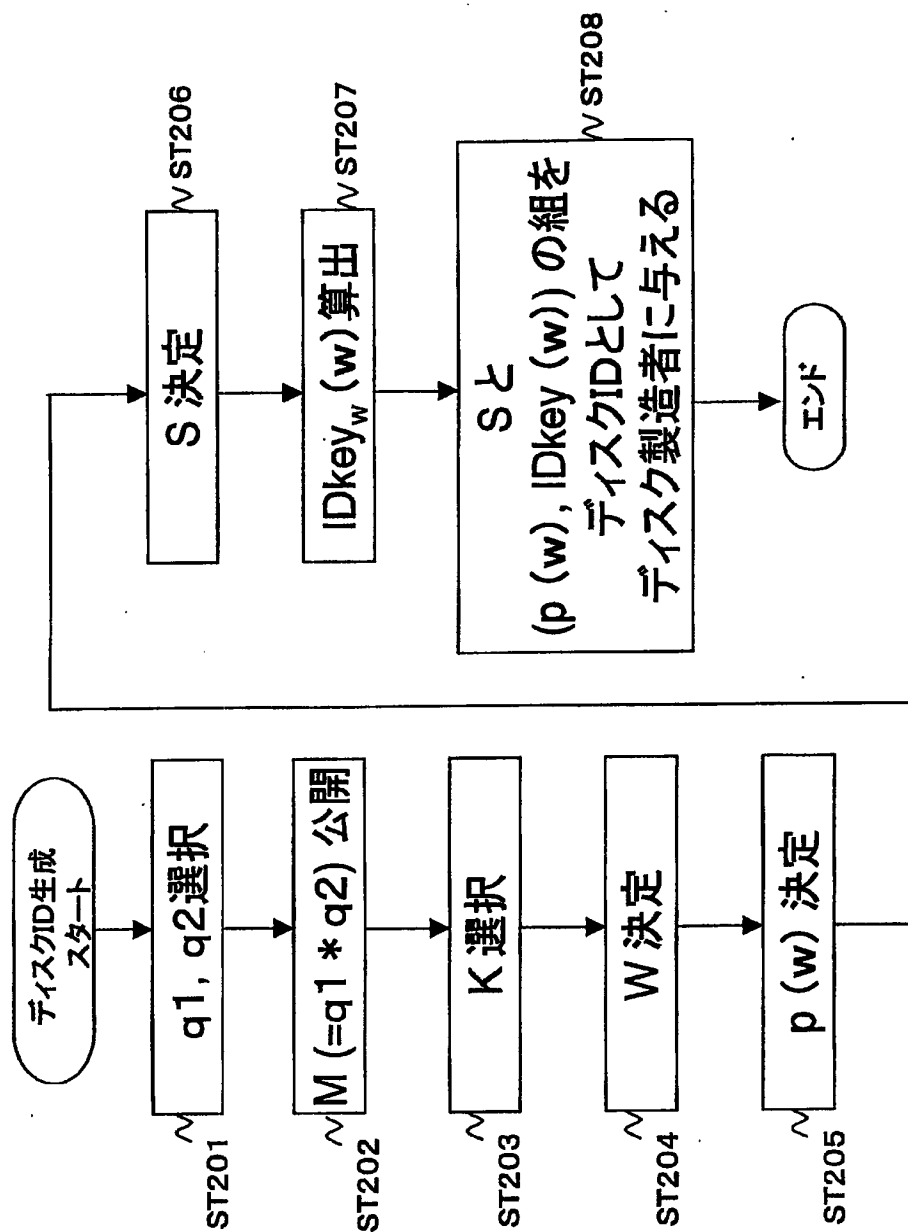 ディスクID生成
スタート
q1, q2選択
ST201
M (=q1 * q2) 公開
ST202
K 選択
ST203
W 決定
ST204
p (w) 決定
ST205
S 決定
ST206
IDkeyw (w) 算出
ST207
S と
(p (w), IDkey (w)) の組を
ディスクIDとして
ディスク製造者に与える
ST208
エンド